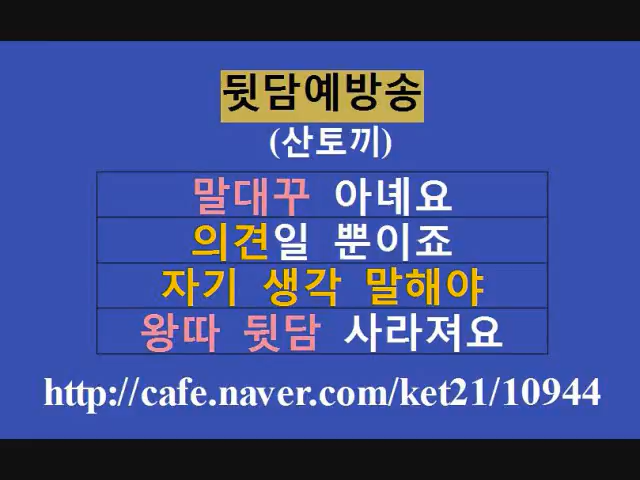 뒷담예방송
(산토끼)
말대꾸 아녜요
의견일 뿐이죠
자기 생각 말해야
왕따 뒷담 사라져요
http://cafe.naver.com/ket21/10944